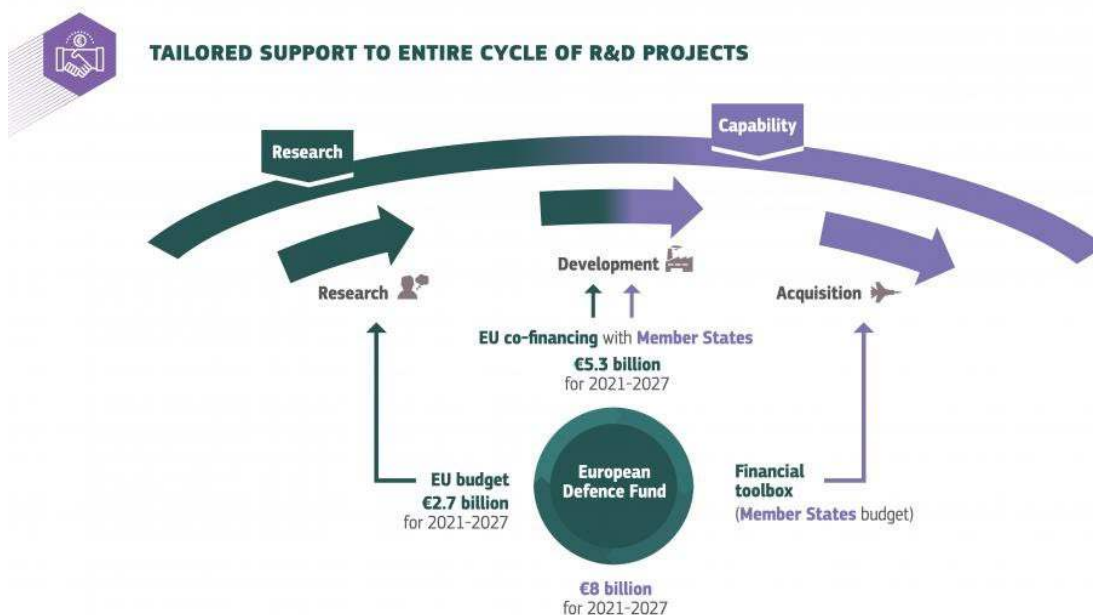 TAILORED SUPPORT TO ENTIRE CYCLE OF R&D PROJECTS
Research
Capability
Research
Development
Acquisition
EU co-financing with Member States
€5.3 billion
for 2021-2027
EU budget
€2.7 billion
for 2021-2027
European
Defence Fund
Financial
toolbox
(Member States budget)
€8 billion
for 2021-2027